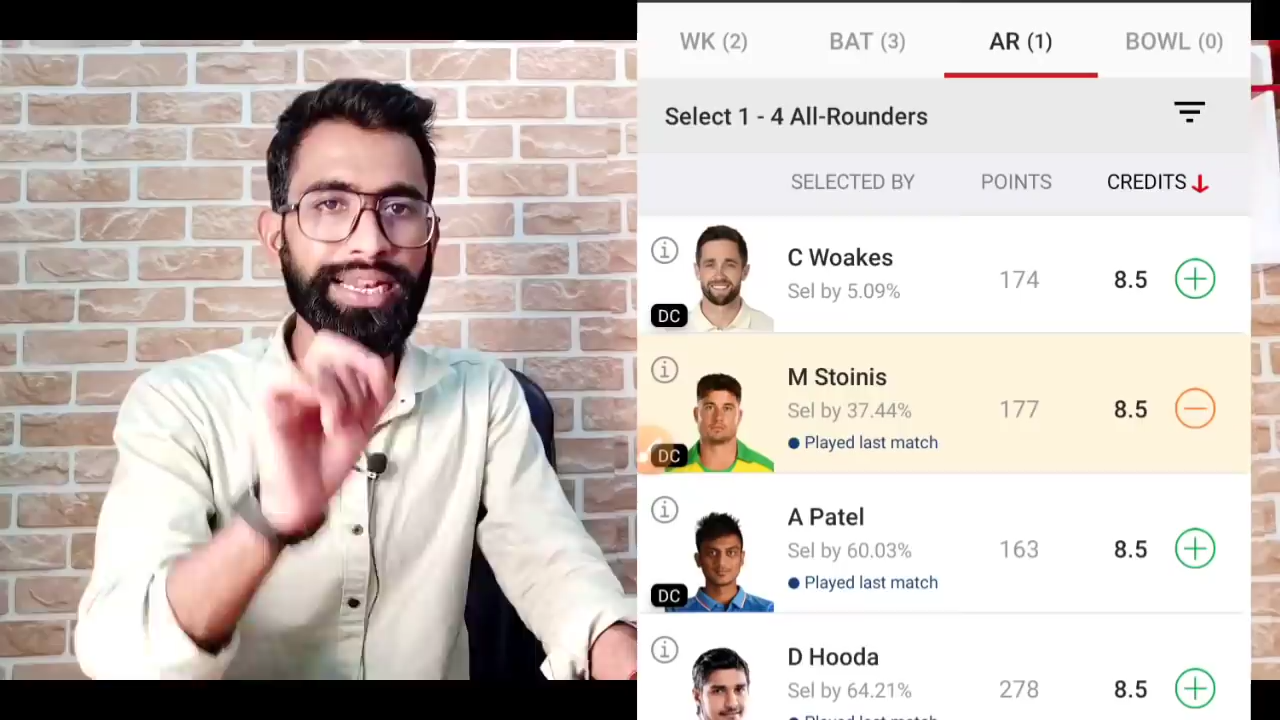 WK (2) BAT (3) AR (1) BOWL (0)
Select 1 - 4 All-Rounders
SELECTED BY POINTS CREDITS
C Woakes
Sel by 5.09% 174 8.5
DC
M Stoinis
Sel by 37.44% 177 8.5
Played last match
DC
A Patel
Sel by 60.03% 163 8.5
Played last match
DC
D Hooda
Sel by 64.21% 278 8.5
Played last match